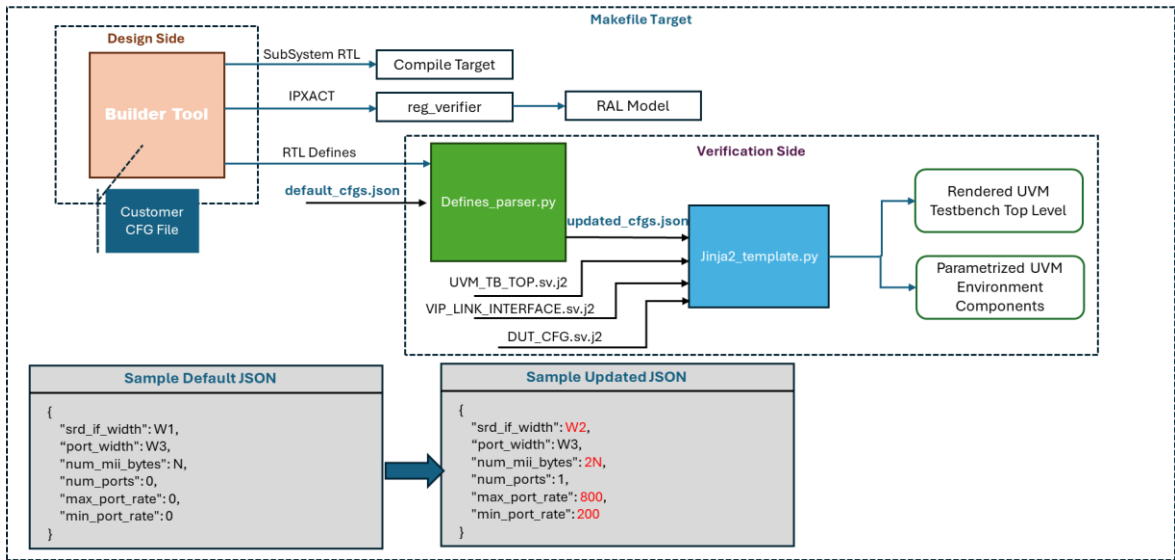 Makefile Target
Design Side
Builder Tool
Customer
CFG File
SubSystem RTL
Compile Target
IPXACT
reg_verifier
RAL Model
RTL Defines
Verification Side
default_cfgs.json
Defines_parser.py
updated_cfgs.json
UVM_TB_TOP.sv.j2
VIP_LINK_INTERFACE.sv.j2
DUT_CFG.sv.j2
Jinja2_template.py
Rendered UVM
Testbench Top Level
Parametrized UVM
Environment
Components
Sample Default JSON
{
"srd_if_width": W1,
"port_width": W3,
"num_mii_bytes": N,
"num_ports": 0,
"max_port_rate": 0,
"min_port_rate": 0
}
Sample Updated JSON
{
"srd_if_width": W2,
"port_width": W3,
"num_mii_bytes": 2N,
"num_ports": 1,
"max_port_rate": 800,
"min_port_rate": 200
}